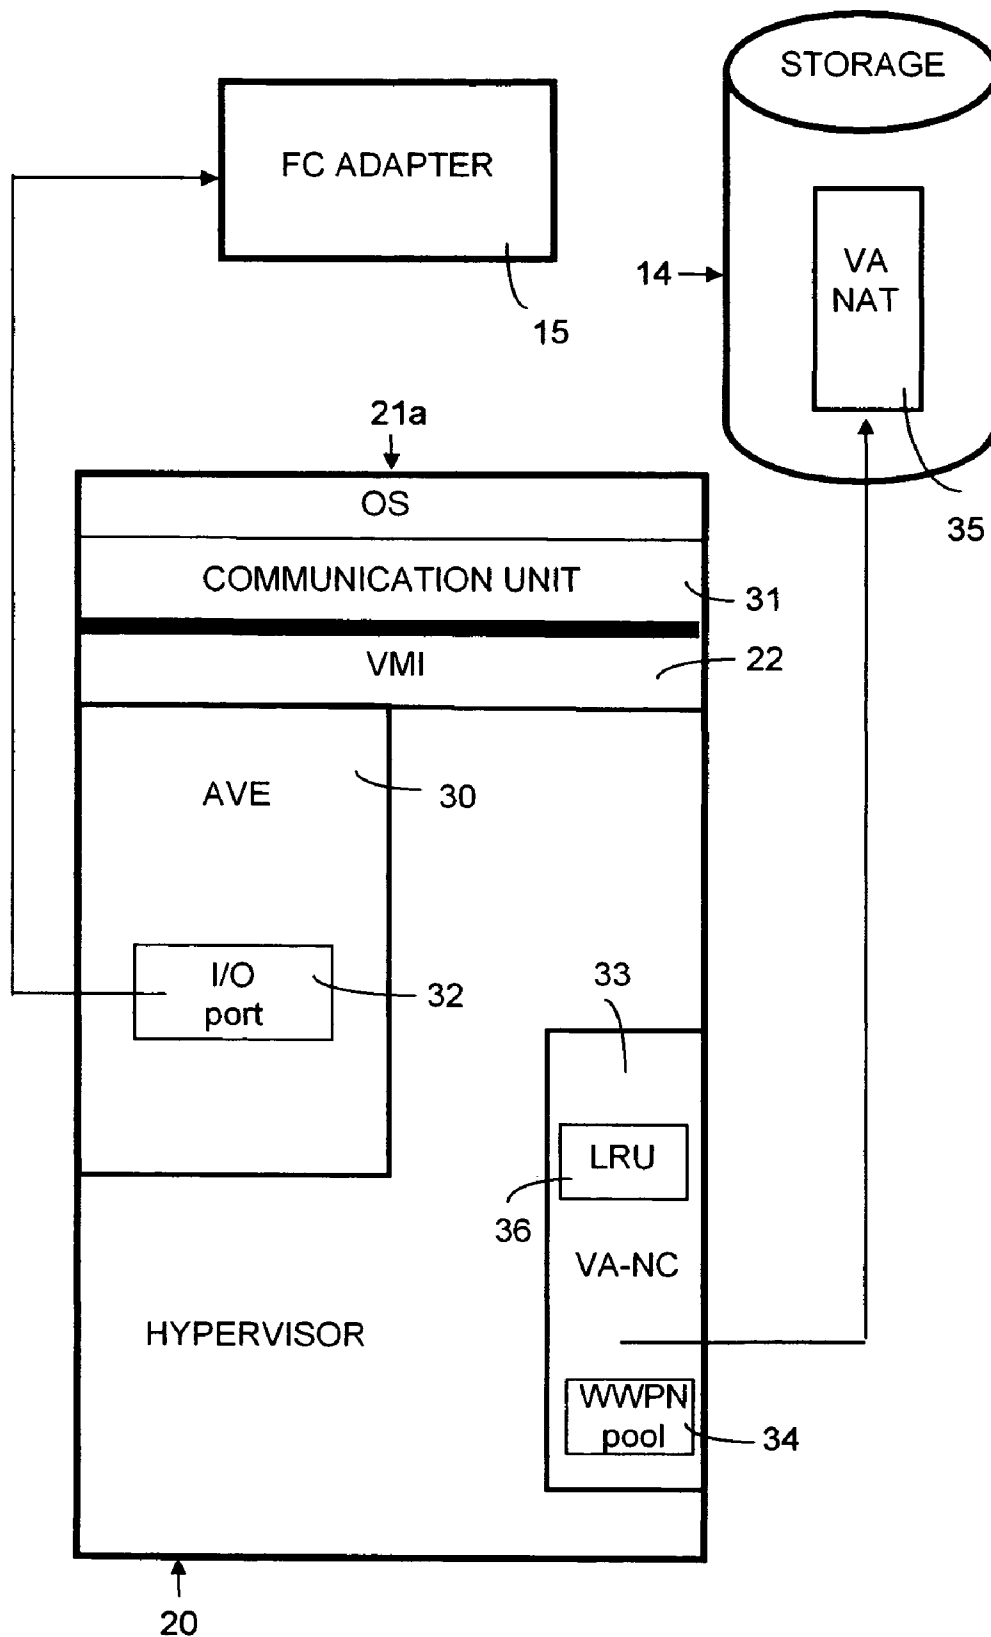 STORAGE
FC ADAPTER
15
14
VA
NAT
35
21a
OS
COMMUNICATION UNIT
31
VMI
22
AVE
30
I/O
port
32
33
LRU
36
VA-NC
HYPERVISOR
WWPN
pool
34
20